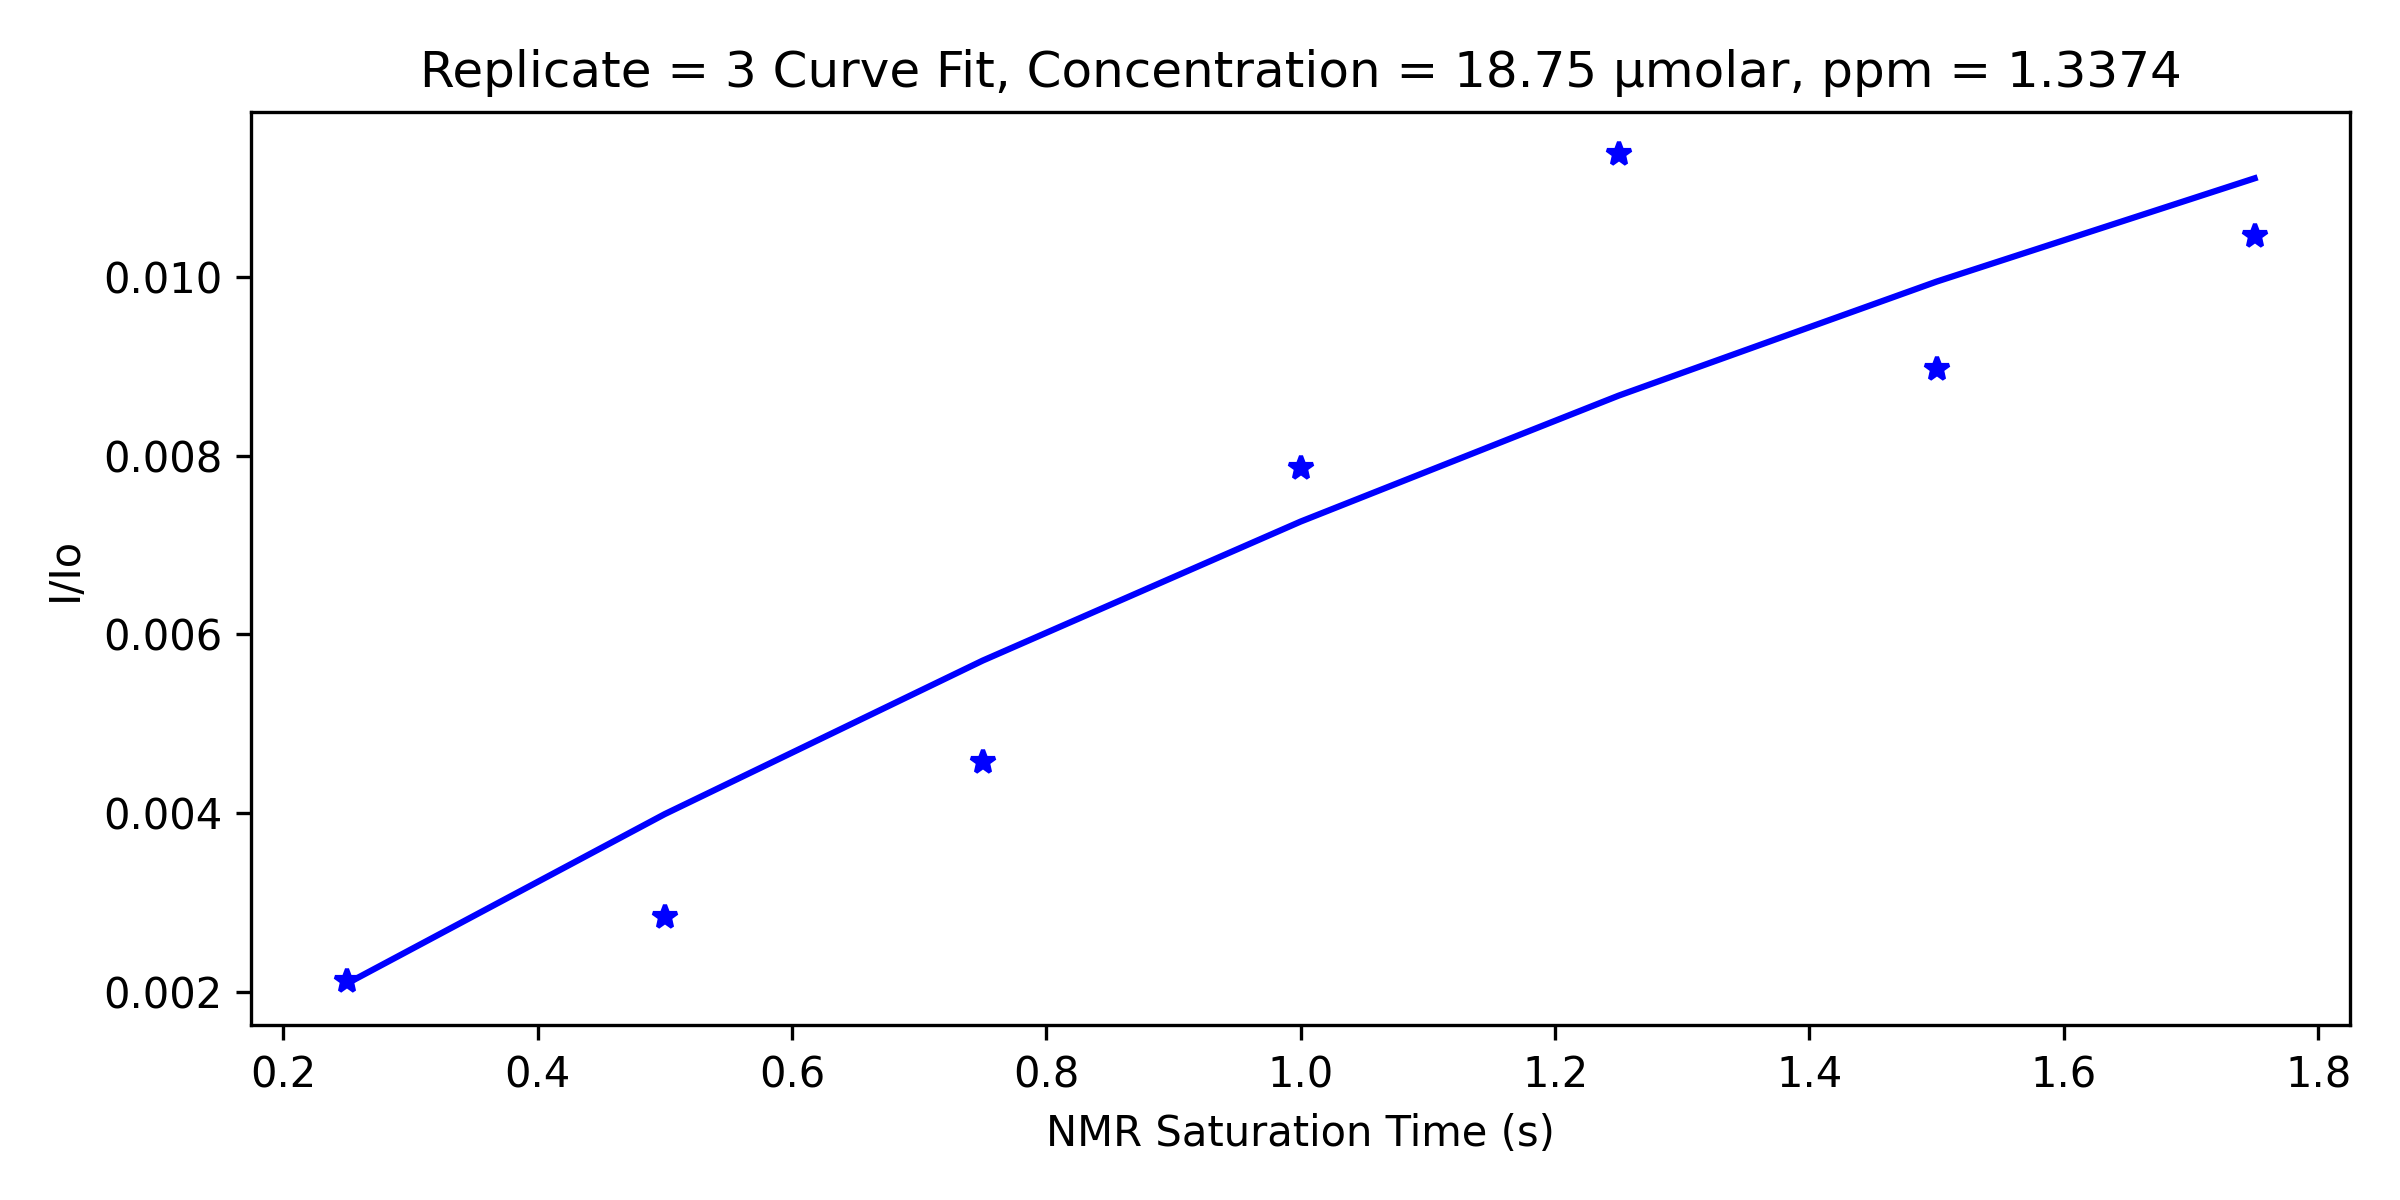 Replicate = 3 Curve Fit, Concentration = 18.75 µmolar, ppm = 1.3374
I/Io
0.010
0.008
0.006
0.004
0.002
0.2 0.4 0.6 0.8 1.0 1.2 1.4 1.6 1.8
NMR Saturation Time (s)